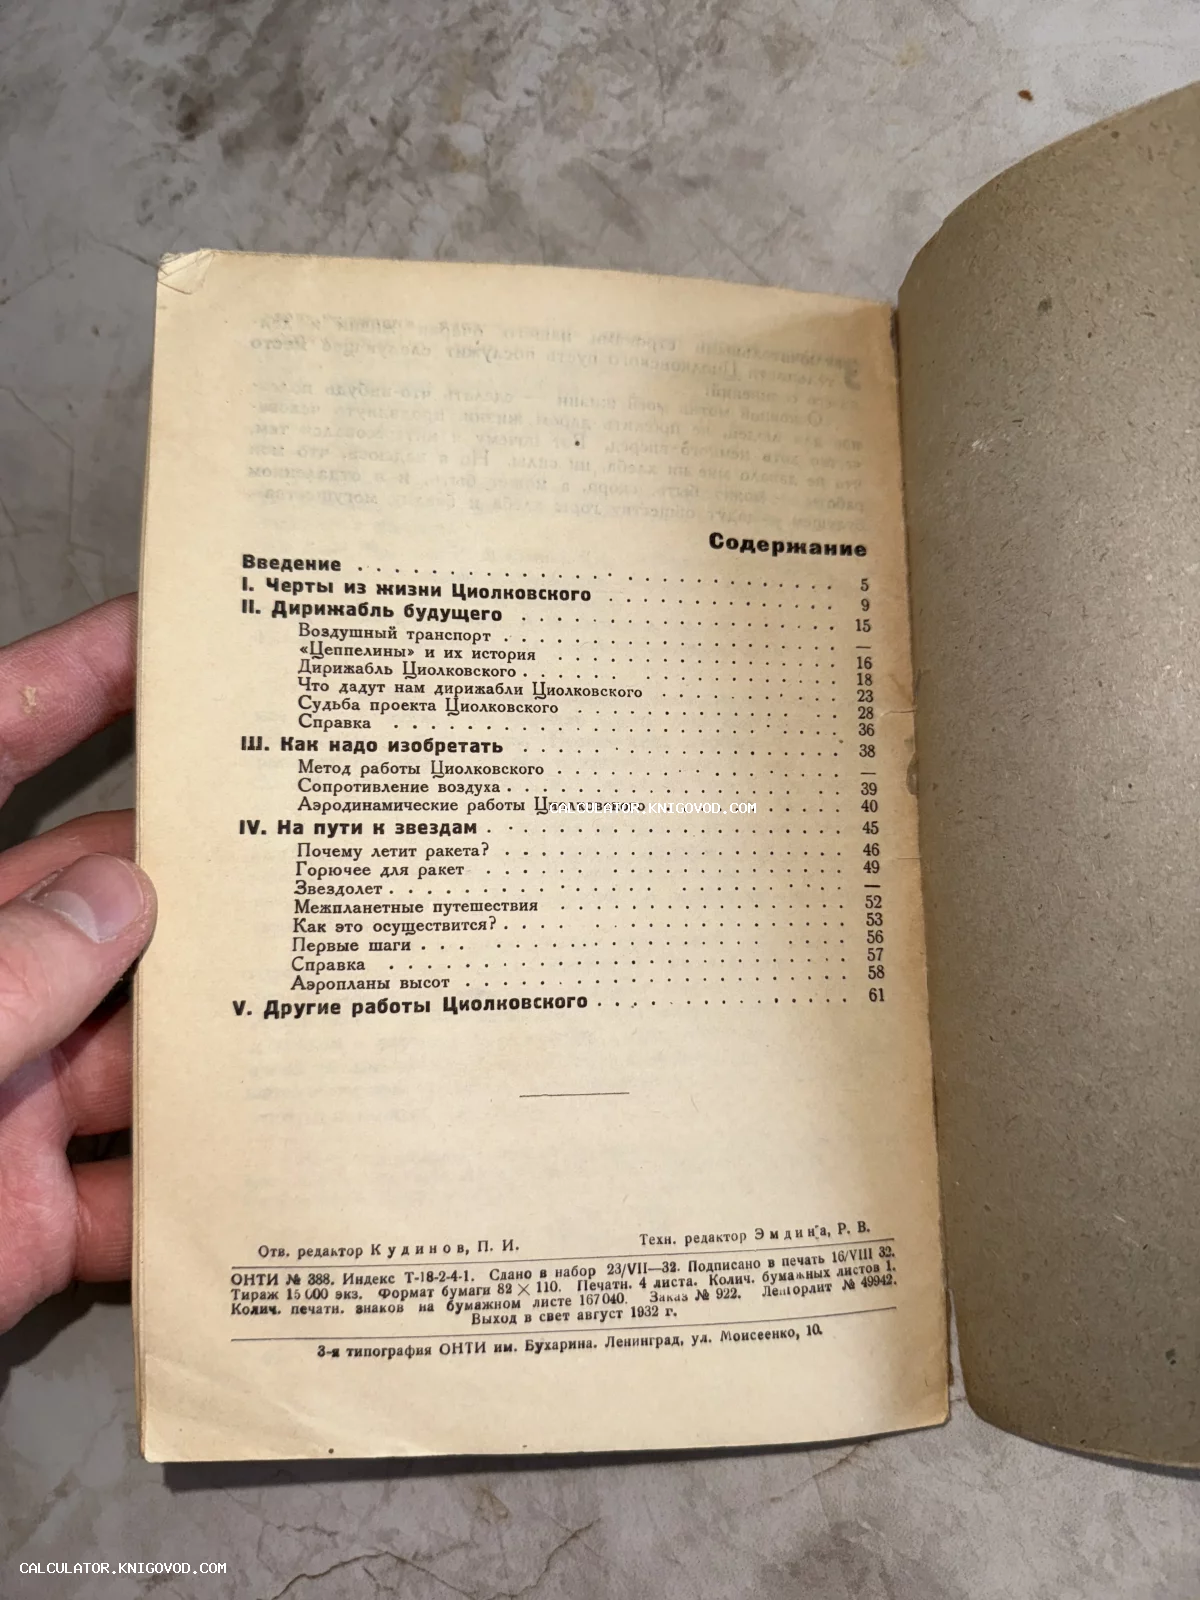 Содержание
Введение . . . . . . . . . . . . . . . . . . . . . . . . 5
I. Черты из жизни Циолковского . . . . . . . . . . . . 9
II. Дирижабль будущего . . . . . . . . . . . . . . . . 15
Воздушный транспорт . . . . . . . . . . . . . . . . —
«Цеппелины» и их история . . . . . . . . . . . . . . 16
Дирижабль Циолковского . . . . . . . . . . . . . . . 18
Что дадут нам дирижабли Циолковского . . . . . . . . 23
Судьба проекта Циолковского . . . . . . . . . . . . 28
Справка . . . . . . . . . . . . . . . . . . . . . . 36
III. Как надо изобретать . . . . . . . . . . . . . . . 38
Метод работы Циолковского . . . . . . . . . . . . . —
Сопротивление воздуха . . . . . . . . . . . . . . . 39
Аэродинамические работы Циолковского . . . . . . . . 40
CALCULATOR.KNIGOVOD.COM
IV. На пути к звездам . . . . . . . . . . . . . . . . 45
Почему летит ракета? . . . . . . . . . . . . . . . . 46
Горючее для ракет . . . . . . . . . . . . . . . . . 49
Звездолет . . . . . . . . . . . . . . . . . . . . . —
Межпланетные путешествия . . . . . . . . . . . . . . 52
Как это осуществится? . . . . . . . . . . . . . . . 53
Первые шаги . . . . . . . . . . . . . . . . . . . . 56
Справка . . . . . . . . . . . . . . . . . . . . . . 57
Аэропланы высот . . . . . . . . . . . . . . . . . . 58
V. Другие работы Циолковского . . . . . . . . . . . . 61
Отв. редактор Кудинов, П. И. Техн. редактор Эмдина, Р. В.
ОНТИ № 388. Индекс Т-18-2-4-1. Сдано в набор 23/VII—32. Подписано в печать 16/VIII 32.
Тираж 15 000 экз. Формат бумаги 82 × 110. Печатн. 4 листа. Колич. бумажных листов 1.
Колич. печатн. знаков на бумажном листе 167 040. Заказ № 922. Ленгорлит № 49942.
Выход в свет август 1932 г.
3-я типография ОНТИ им. Бухарина. Ленинград, ул. Моисеенко, 10.
CALCULATOR.KNIGOVOD.COM